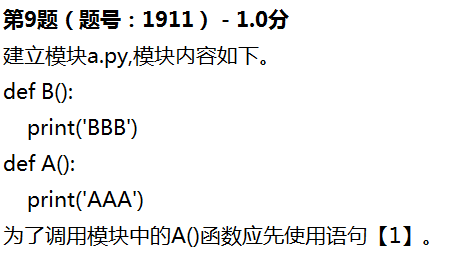 第9题（题号：1911）- 1.0分
建立模块a.py,模块内容如下。
def B():
    print('BBB')
def A():
    print('AAA')
为了调用模块中的A()函数应先使用语句【1】。